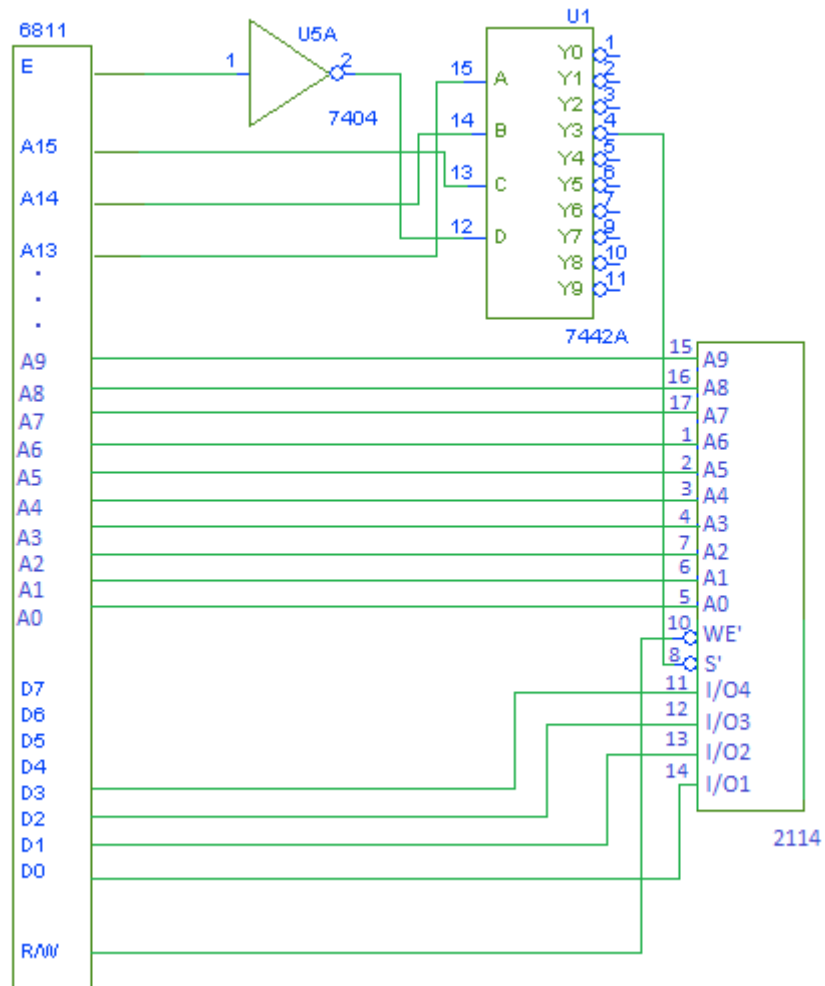 6811
E
A15
A14
A13
.
.
.
A9
A8
A7
A6
A5
A4
A3
A2
A1
A0
D7
D6
D5
D4
D3
D2
D1
D0
R/W
1
U5A
2
7404
U1
15 A
14 B
13 C
12 D
Y0 1
Y1 2
Y2 3
Y3 4
Y4 5
Y5 6
Y6 7
Y7 9
Y8 10
Y9 11
7442A
15 A9
16 A8
17 A7
1 A6
2 A5
3 A4
4 A3
7 A2
6 A1
5 A0
10 WE'
8 S'
11 I/O4
12 I/O3
13 I/O2
14 I/O1
2114